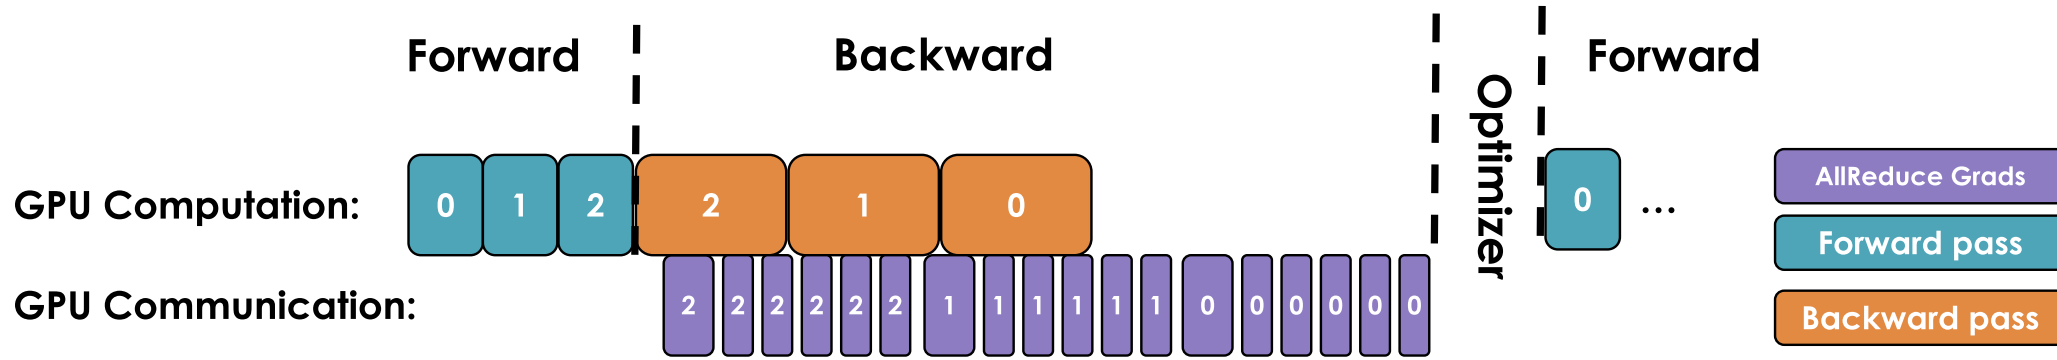 Forward Backward Optimizer Forward
GPU Computation: 0 1 2 2 1 0 0 ...
GPU Communication: 2 2 2 2 2 2 1 1 1 1 1 1 0 0 0 0 0 0
AllReduce Grads
Forward pass
Backward pass